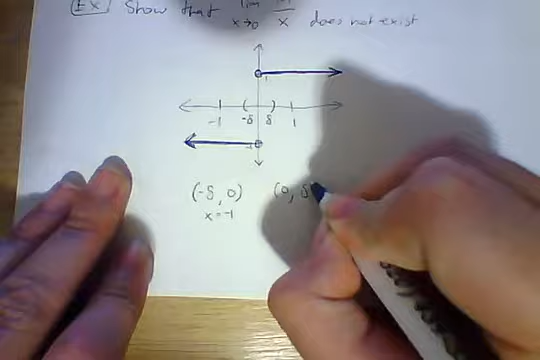 Ex Show that lim
x→0 x does not exist
1
-1 -δ δ 1
-1
(-δ, 0) (0, δ
x=-1